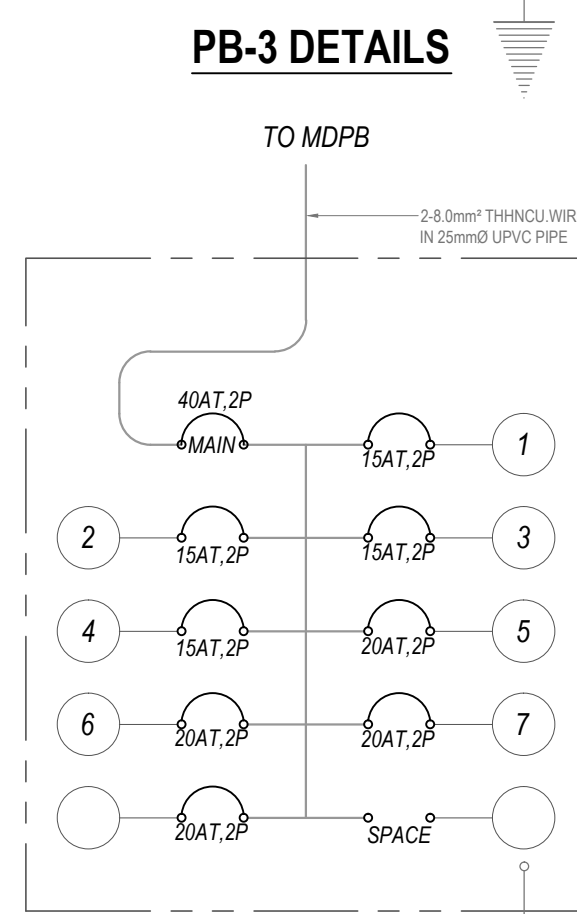 PB-3 DETAILS
TO MDPB
2-8.0mm² THHNCU.WIR
IN 25mmØ UPVC PIPE
40AT,2P
MAIN
15AT,2P
1
2
15AT,2P
15AT,2P
3
4
15AT,2P
20AT,2P
5
6
20AT,2P
20AT,2P
7
20AT,2P
SPACE